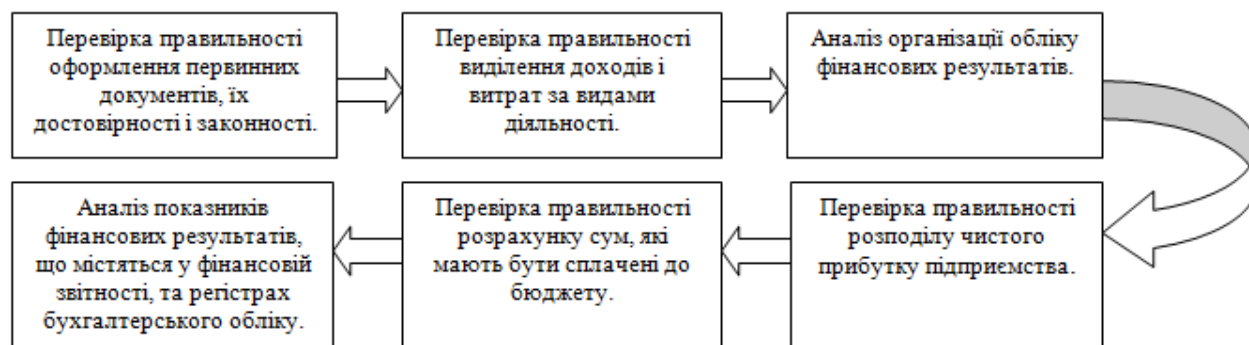 Перевірка правильності
оформлення первинних
документів, їх
достовірності і законності.
Перевірка правильності
виділення доходів і
витрат за видами
діяльності.
Аналіз організації обліку
фінансових результатів.
Перевірка правильності
розподілу чистого
прибутку підприємства.
Перевірка правильності
розрахунку сум, які
мають бути сплачені до
бюджету.
Аналіз показників
фінансових результатів,
що містяться у фінансовій
звітності, та регістрах
бухгалтерського обліку.